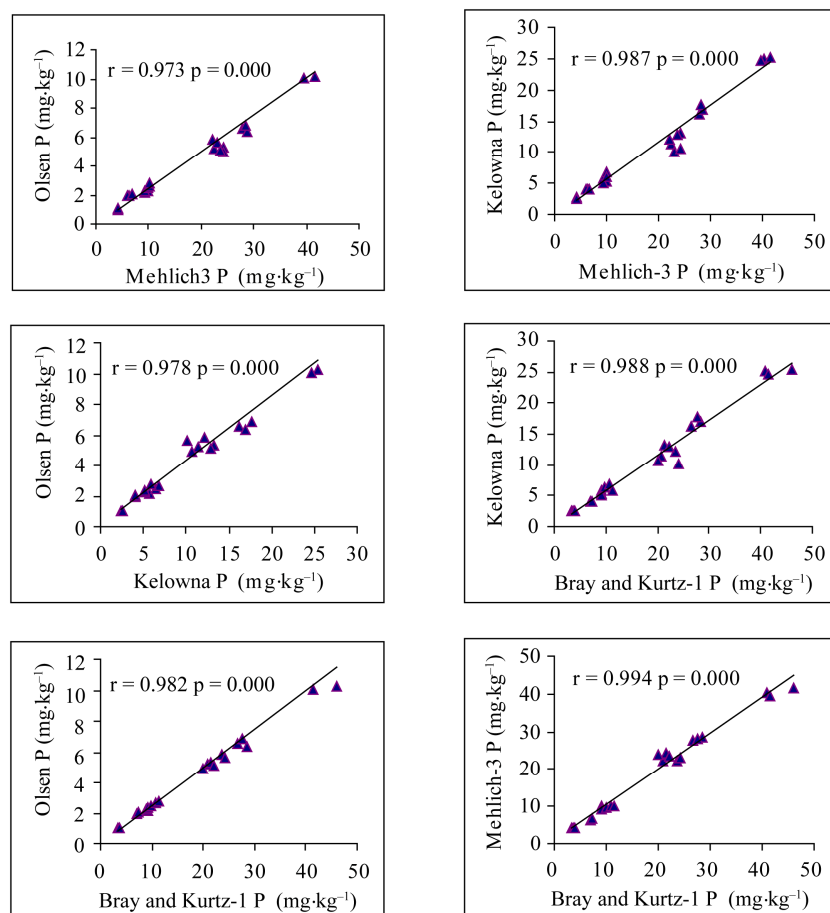 12
10
8
6
4
2
0
Olsen P (mg·kg⁻¹)
r = 0.973 p = 0.000
0 10 20 30 40 50
Mehlich3 P (mg·kg⁻¹)
30
25
20
15
10
5
0
Kelowna P (mg·kg⁻¹)
r = 0.987 p = 0.000
0 10 20 30 40 50
Mehlich-3 P (mg·kg⁻¹)
12
10
8
6
4
2
0
Olsen P (mg·kg⁻¹)
r = 0.978 p = 0.000
0 5 10 15 20 25 30
Kelowna P (mg·kg⁻¹)
30
25
20
15
10
5
0
Kelowna P (mg·kg⁻¹)
r = 0.988 p = 0.000
0 10 20 30 40 50
Bray and Kurtz-1 P (mg·kg⁻¹)
12
10
8
6
4
2
0
Olsen P (mg·kg⁻¹)
r = 0.982 p = 0.000
0 10 20 30 40 50
Bray and Kurtz-1 P (mg·kg⁻¹)
50
40
30
20
10
0
Mehlich-3 P (mg·kg⁻¹)
r = 0.994 p = 0.000
0 10 20 30 40 50
Bray and Kurtz-1 P (mg·kg⁻¹)